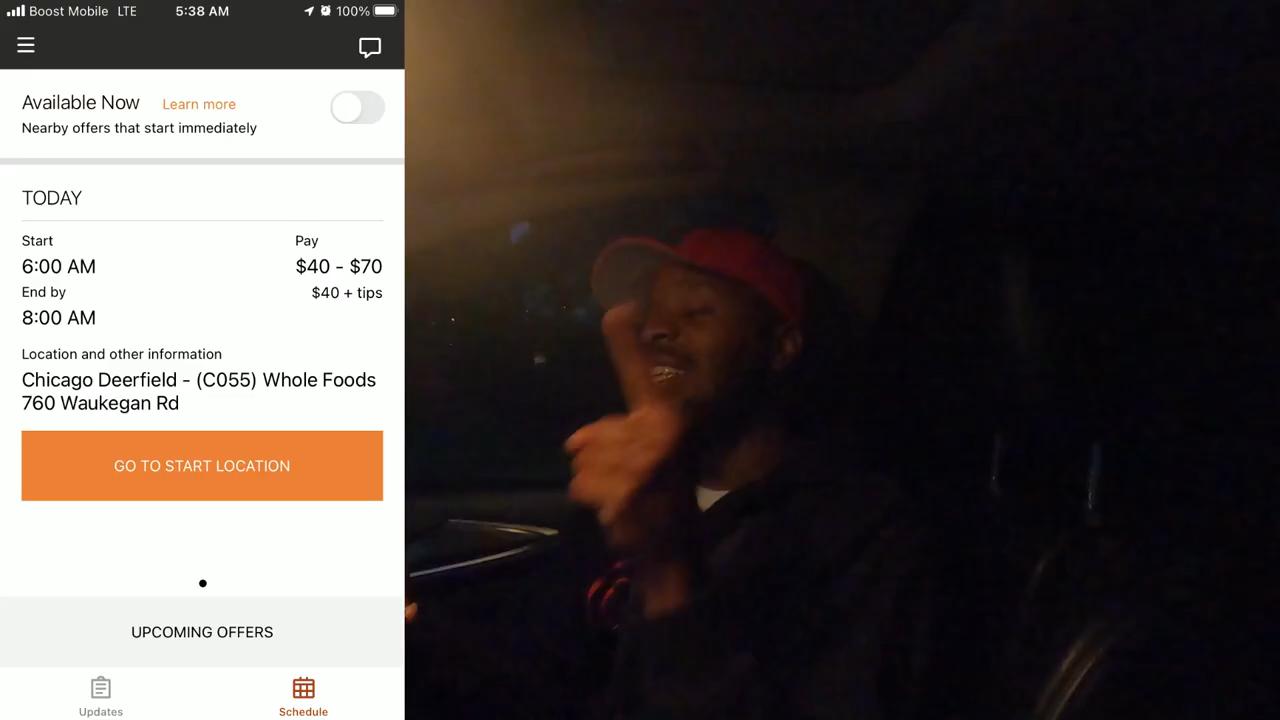 Boost Mobile LTE 5:38 AM 100%
Available Now Learn more
Nearby offers that start immediately
TODAY
Start Pay
6:00 AM $40 - $70
End by $40 + tips
8:00 AM
Location and other information
Chicago Deerfield - (C055) Whole Foods
760 Waukegan Rd
GO TO START LOCATION
UPCOMING OFFERS
Updates Schedule